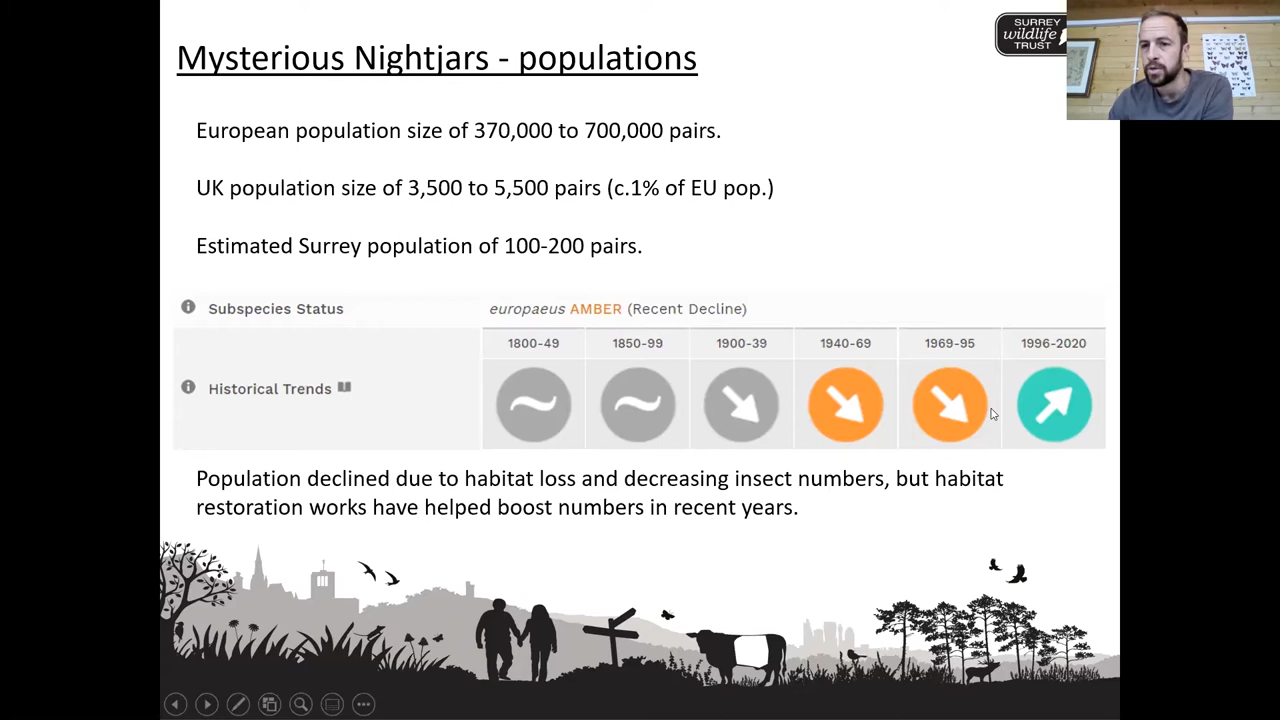 SURREY
wildlife
TRUST
Mysterious Nightjars - populations
European population size of 370,000 to 700,000 pairs.
UK population size of 3,500 to 5,500 pairs (c.1% of EU pop.)
Estimated Surrey population of 100-200 pairs.
Subspecies Status europaeus AMBER (Recent Decline)
1800-49 1850-99 1900-39 1940-69 1969-95 1996-2020
Historical Trends
Population declined due to habitat loss and decreasing insect numbers, but habitat
restoration works have helped boost numbers in recent years.